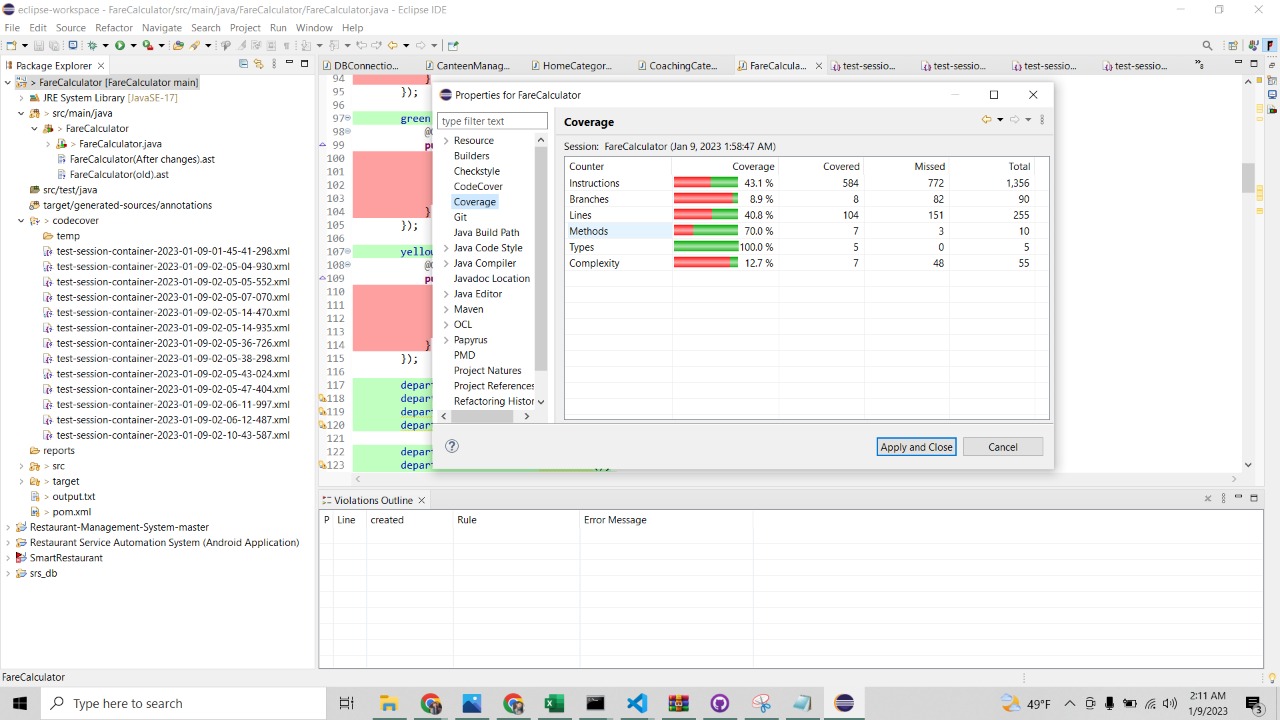 eclipse-workspace - FareCalculator/src/main/java/FareCalculator/FareCalculator.java - Eclipse IDE
File Edit Source Refactor Navigate Search Project Run Window Help
Package Explorer
> FareCalculator [FareCalculator main]
JRE System Library [JavaSE-17]
> src/main/java
> FareCalculator
> FareCalculator.java
FareCalculator(After changes).ast
FareCalculator(old).ast
src/test/java
target/generated-sources/annotations
> codecover
temp
test-session-container-2023-01-09-01-45-41-298.xml
test-session-container-2023-01-09-02-05-04-930.xml
test-session-container-2023-01-09-02-05-05-552.xml
test-session-container-2023-01-09-02-05-07-070.xml
test-session-container-2023-01-09-02-05-14-470.xml
test-session-container-2023-01-09-02-05-14-935.xml
test-session-container-2023-01-09-02-05-36-726.xml
test-session-container-2023-01-09-02-05-38-298.xml
test-session-container-2023-01-09-02-05-43-024.xml
test-session-container-2023-01-09-02-05-47-404.xml
test-session-container-2023-01-09-02-06-11-997.xml
test-session-container-2023-01-09-02-06-12-487.xml
test-session-container-2023-01-09-02-10-43-587.xml
reports
> src
> target
> output.txt
> pom.xml
Restaurant-Management-System-master
Restaurant Service Automation System (Android Application)
SmartRestaurant
srs_db
DBConnectio... CanteenManag... HomeCategor... CoachingCate... FareCalcula... test-sessio... test-sessio... test-sessio... test-sessio... »8
94 }
95 });
96
97 green
98 @O
99 pu
100
101
102
103
104 }
105 });
106
107 yellow
108 @O
109 pu
110
111
112
113
114 }
115 });
116
117 depart
118 depart
119 depart
120 depart
121
122 depart
123 depart
Properties for FareCalculator
type filter text
Resource
Builders
Checkstyle
CodeCover
Coverage
Git
Java Build Path
Java Code Style
Java Compiler
Javadoc Location
Java Editor
Maven
OCL
Papyrus
PMD
Project Natures
Project References
Refactoring Histor
Coverage
Session: FareCalculator (Jan 9, 2023 1:58:47 AM)
Counter Coverage Covered Missed Total
Instructions 43.1 % 584 772 1,356
Branches 8.9 % 8 82 90
Lines 40.8 % 104 151 255
Methods 70.0 % 7 3 10
Types 100.0 % 5 0 5
Complexity 12.7 % 7 48 55
Apply and Close Cancel
Violations Outline
P Line created Rule Error Message
FareCalculator
Type here to search
49°F
2:11 AM
1/9/2023
3